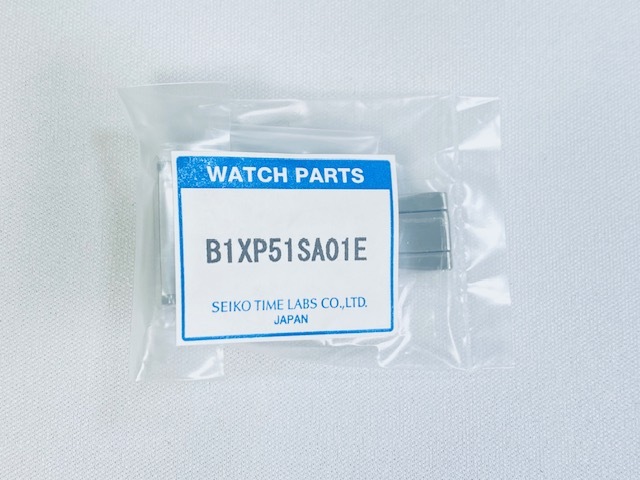 WATCH PARTS
B1XP51SA01E
SEIKO TIME LABS CO.,LTD.
JAPAN